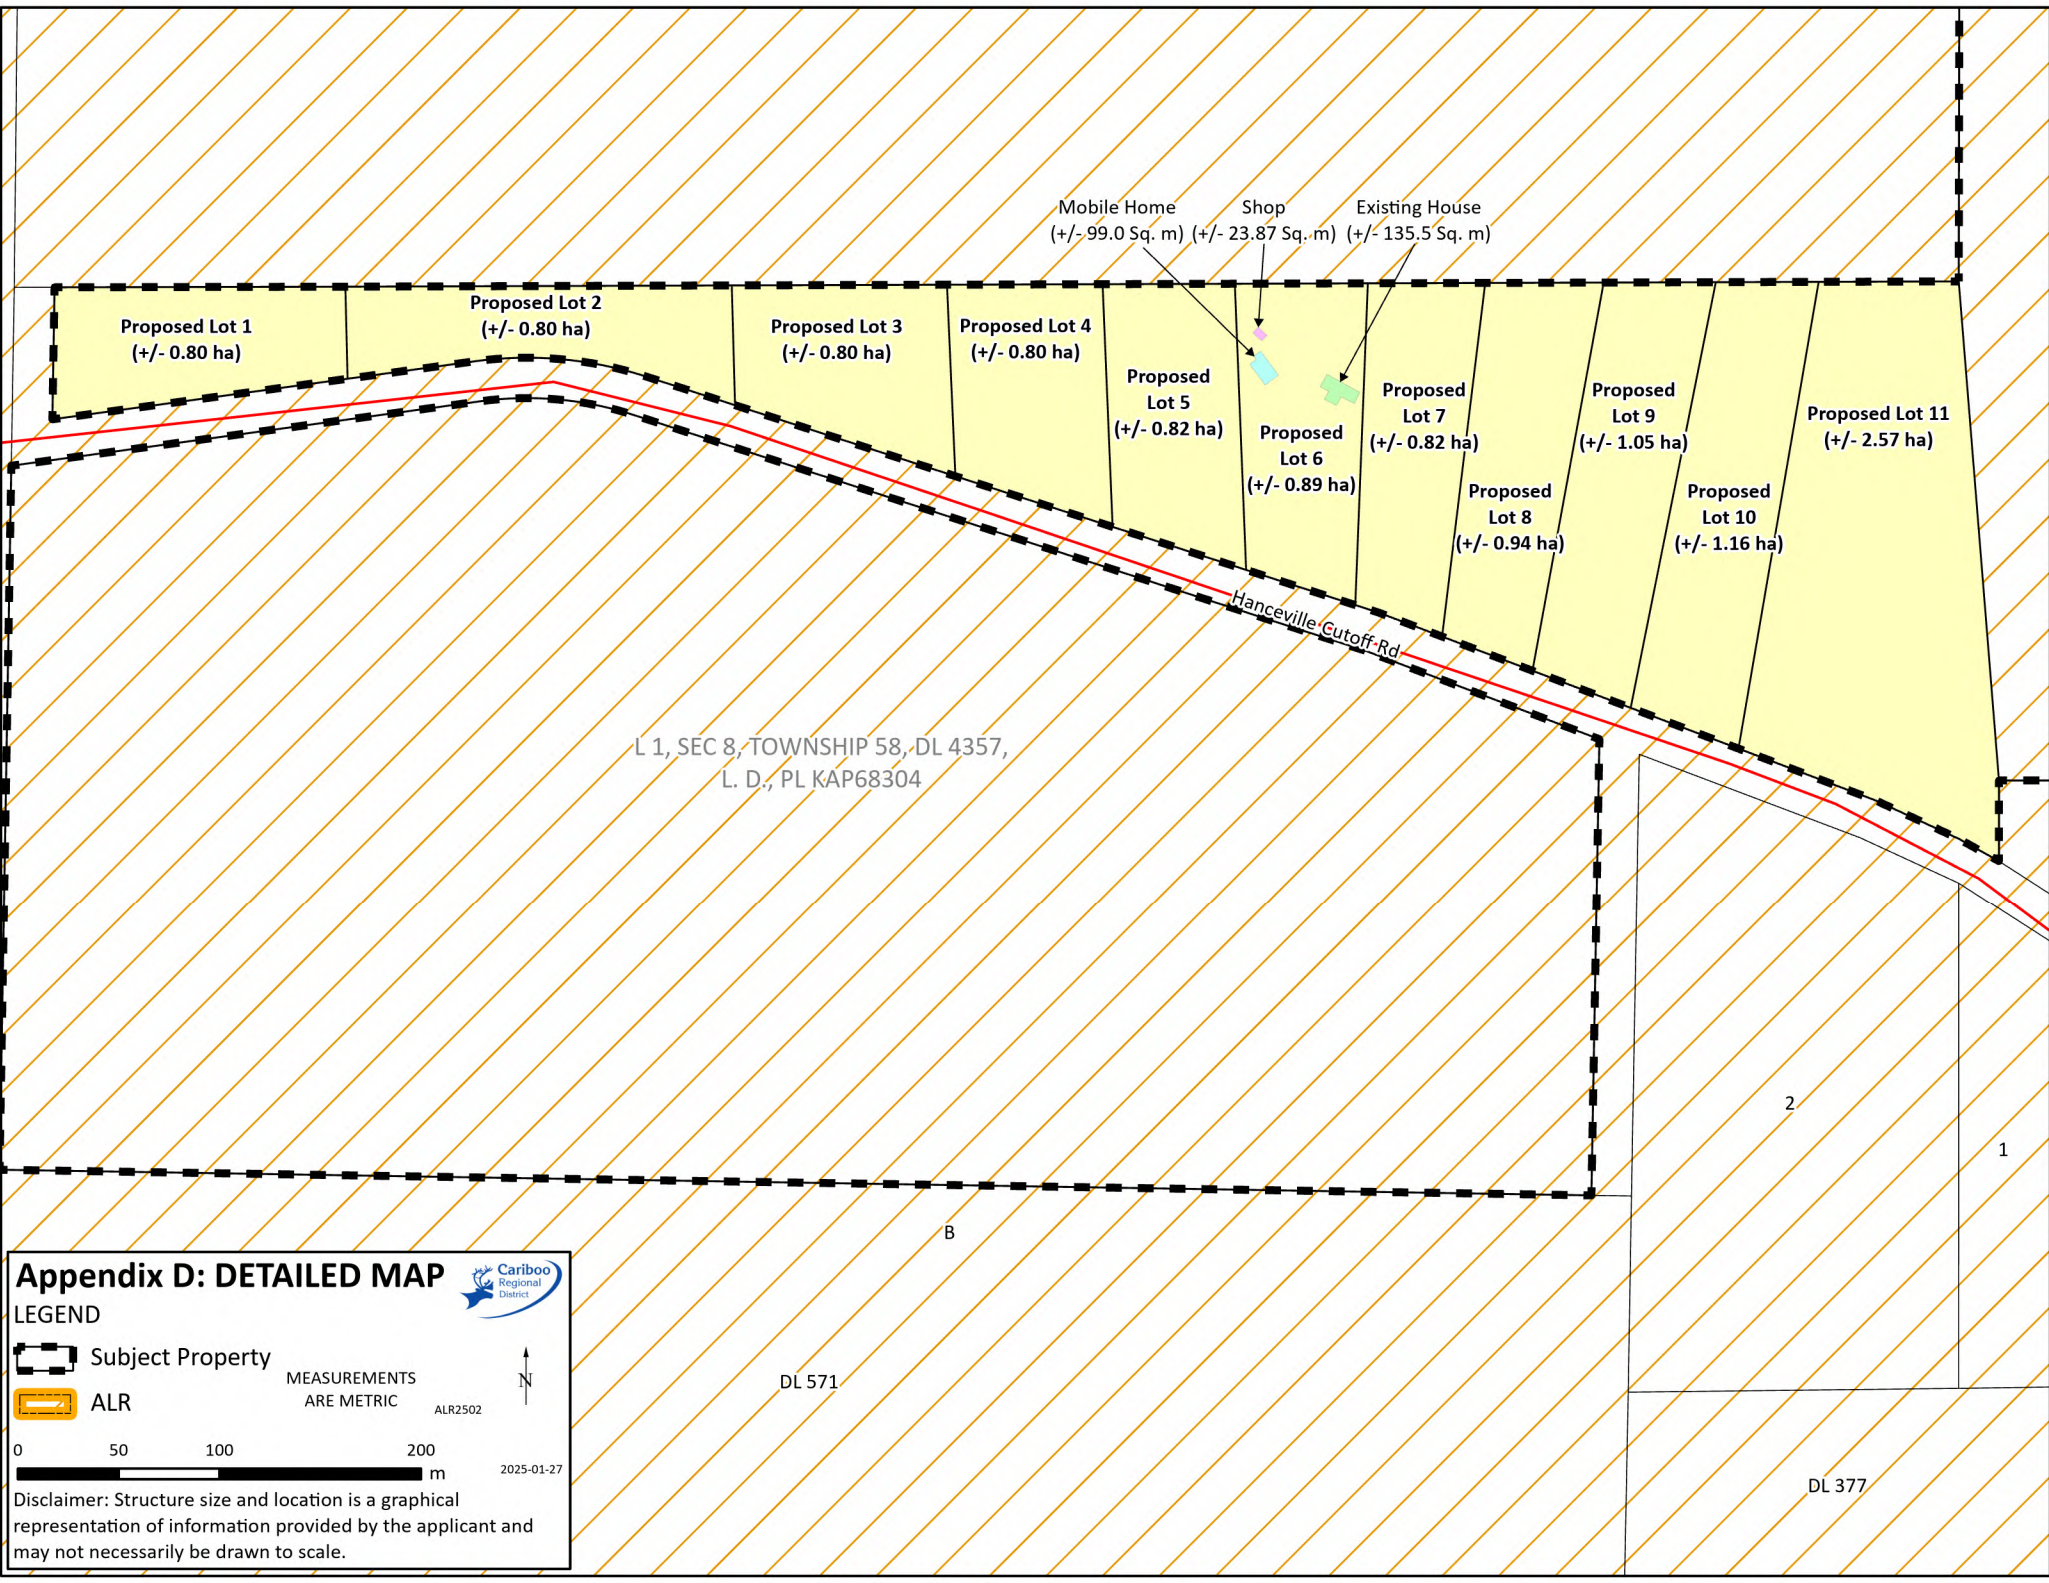 Mobile Home
(+/- 99.0 Sq. m)
Shop
(+/- 23.87 Sq. m)
Existing House
(+/- 135.5 Sq. m)
Proposed Lot 1
(+/- 0.80 ha)
Proposed Lot 2
(+/- 0.80 ha)
Proposed Lot 3
(+/- 0.80 ha)
Proposed Lot 4
(+/- 0.80 ha)
Proposed
Lot 5
(+/- 0.82 ha)
Proposed
Lot 6
(+/- 0.89 ha)
Proposed
Lot 7
(+/- 0.82 ha)
Proposed
Lot 8
(+/- 0.94 ha)
Proposed
Lot 9
(+/- 1.05 ha)
Proposed
Lot 10
(+/- 1.16 ha)
Proposed Lot 11
(+/- 2.57 ha)
Hanceville Cutoff Rd
L 1, SEC 8, TOWNSHIP 58, DL 4357,
L. D., PL KAP68304
2
1
B
DL 571
DL 377
Appendix D: DETAILED MAP
Cariboo
Regional
District
LEGEND
Subject Property
ALR
MEASUREMENTS
ARE METRIC
ALR2502
N
0 50 100 200
m
2025-01-27
Disclaimer: Structure size and location is a graphical
representation of information provided by the applicant and
may not necessarily be drawn to scale.